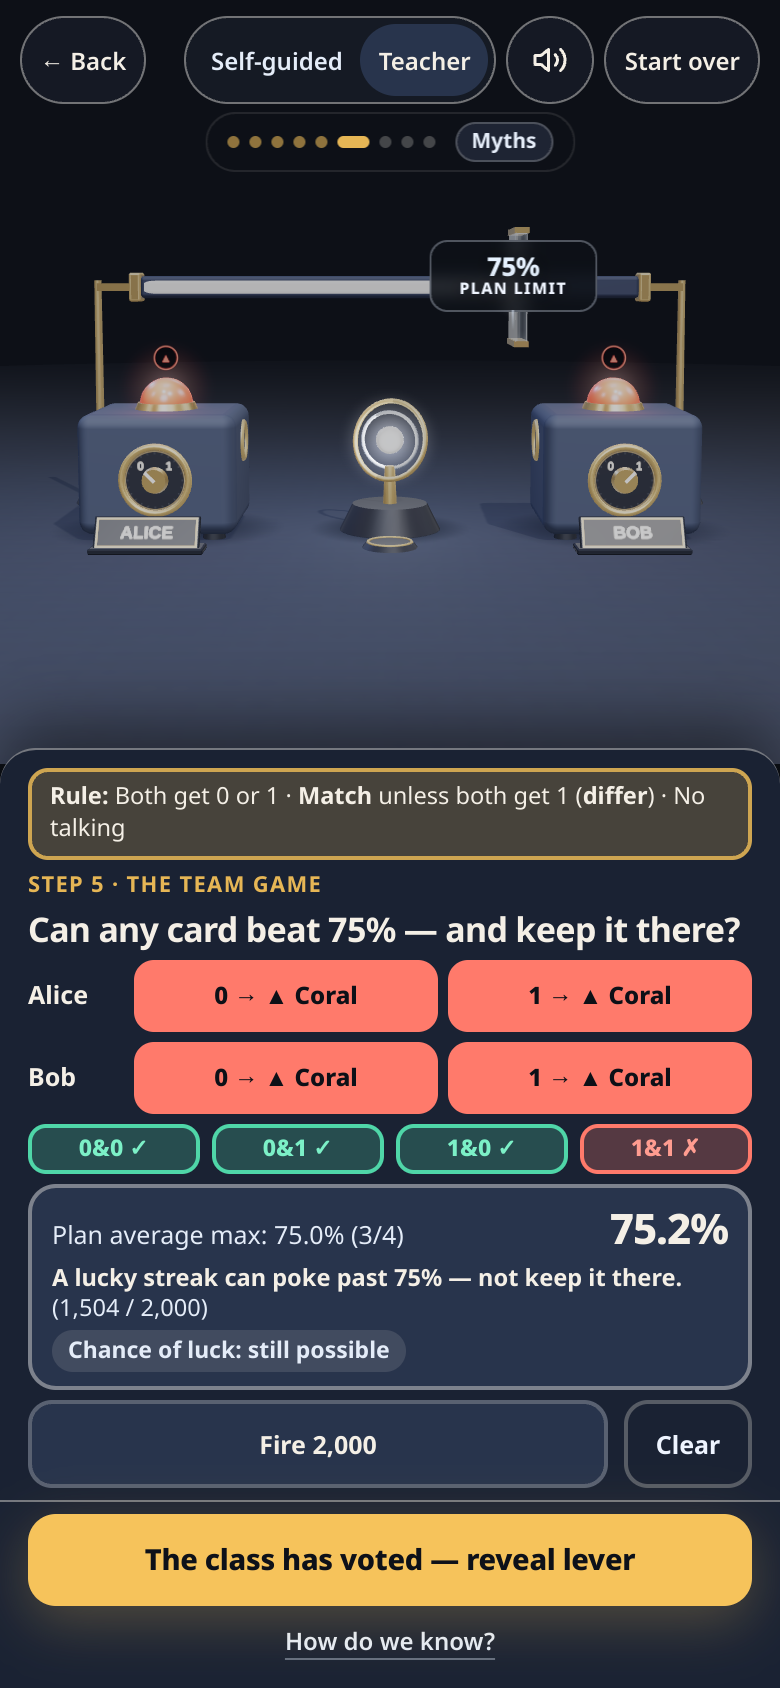 ← Back
Self-guided
Teacher
Start over
Myths
75%
PLAN LIMIT
▲
▲
0 1
0 1
ALICE
BOB
Rule: Both get 0 or 1 · Match unless both get 1 (differ) · No
talking
STEP 5 · THE TEAM GAME
Can any card beat 75% — and keep it there?
Alice
0 → ▲ Coral
1 → ▲ Coral
Bob
0 → ▲ Coral
1 → ▲ Coral
0&0 ✓
0&1 ✓
1&0 ✓
1&1 ✗
Plan average max: 75.0% (3/4)
75.2%
A lucky streak can poke past 75% — not keep it there.
(1,504 / 2,000)
Chance of luck: still possible
Fire 2,000
Clear
The class has voted — reveal lever
How do we know?